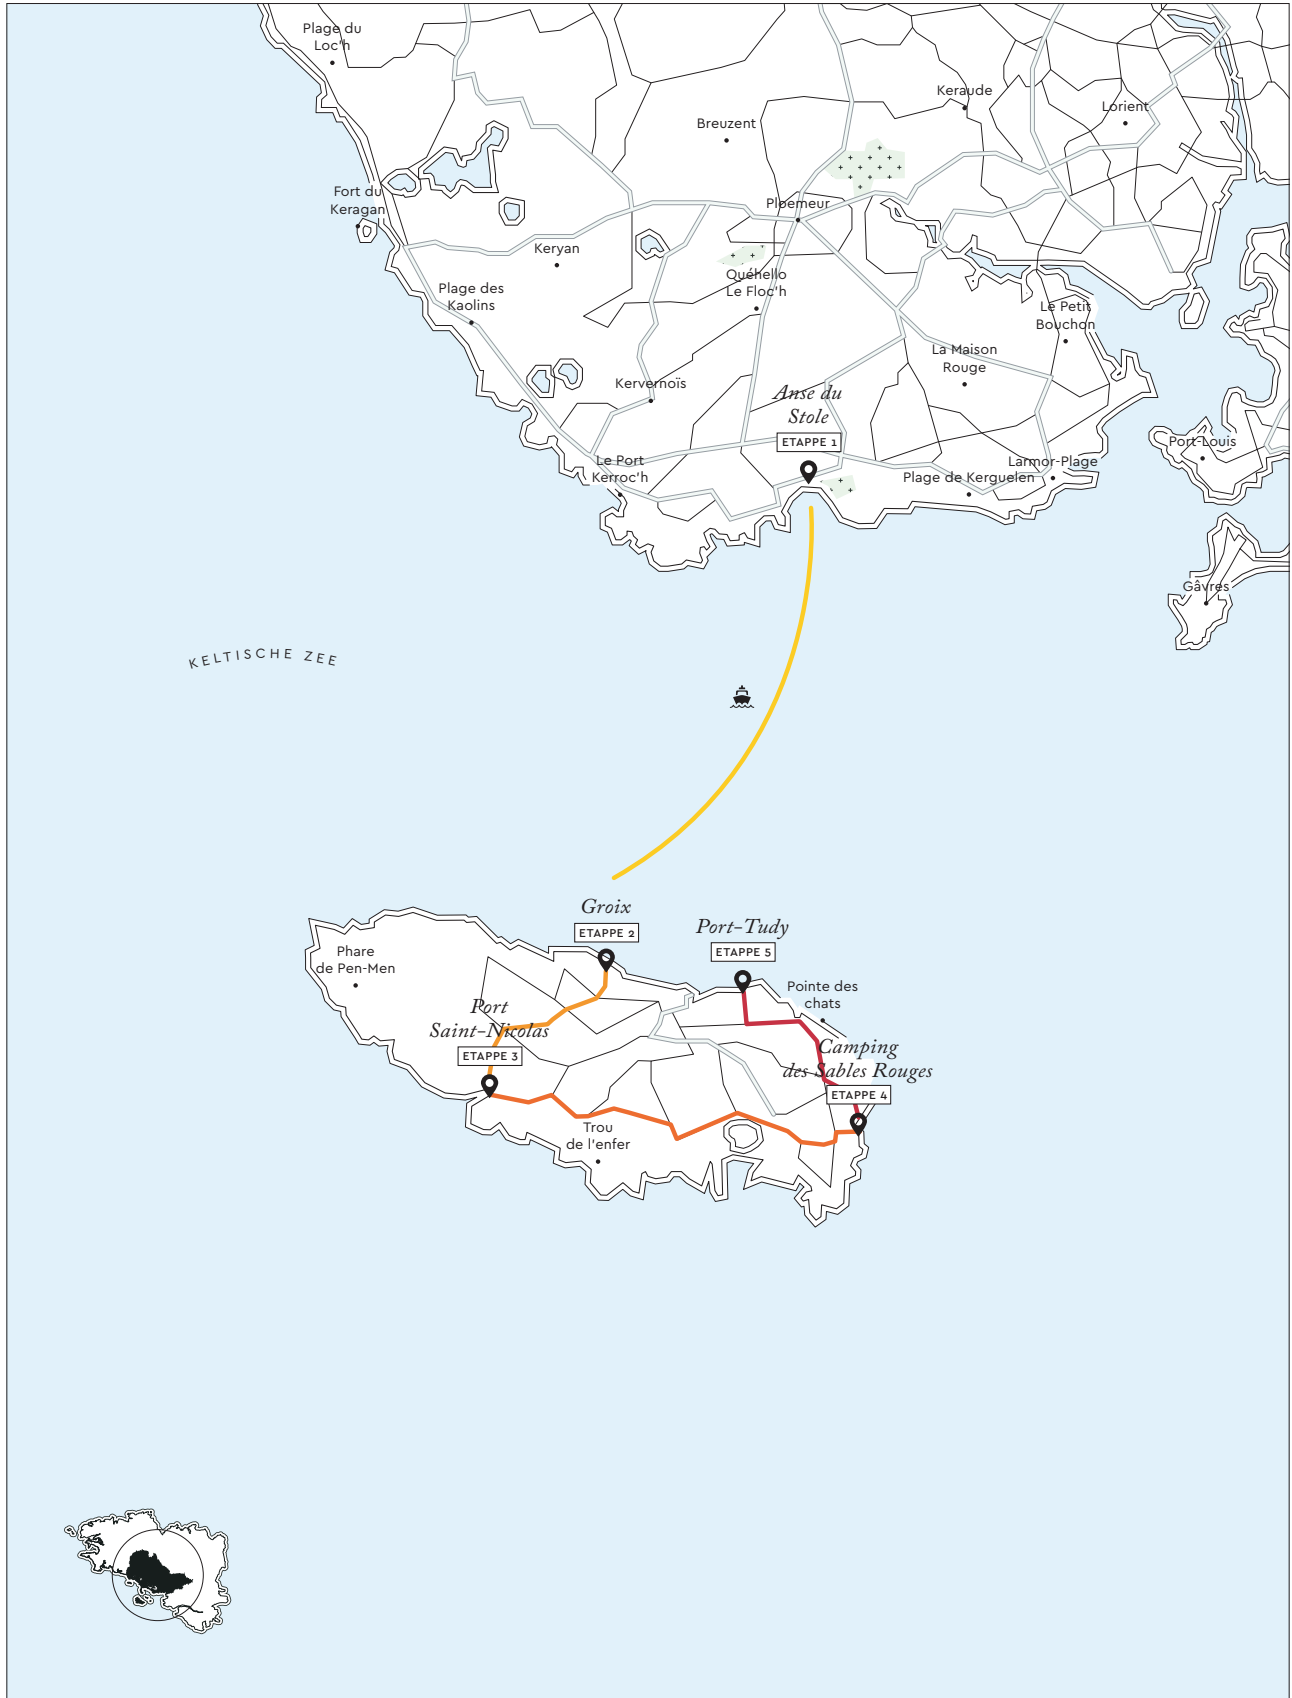 Plage du
Loc'h
Keraude
Lorient
Breuzent
Fort du
Keragan
Ploemeur
Keryan
Quéhello
Le Floc'h
Plage des
Kaolins
Le Petit
Bouchon
La Maison
Rouge
Kervernoïs
Anse du
Stole
ETAPPE 1
Port-Louis
Le Port
Kerroc'h
Larmor-Plage
Plage de Kerguelen
Gâvres
KELTISCHE ZEE
Groix
ETAPPE 2
Port-Tudy
ETAPPE 5
Phare
de Pen-Men
Pointe des
chats
Port
Saint-Nicolas
ETAPPE 3
Camping
des Sables Rouges
ETAPPE 4
Trou
de l'enfer